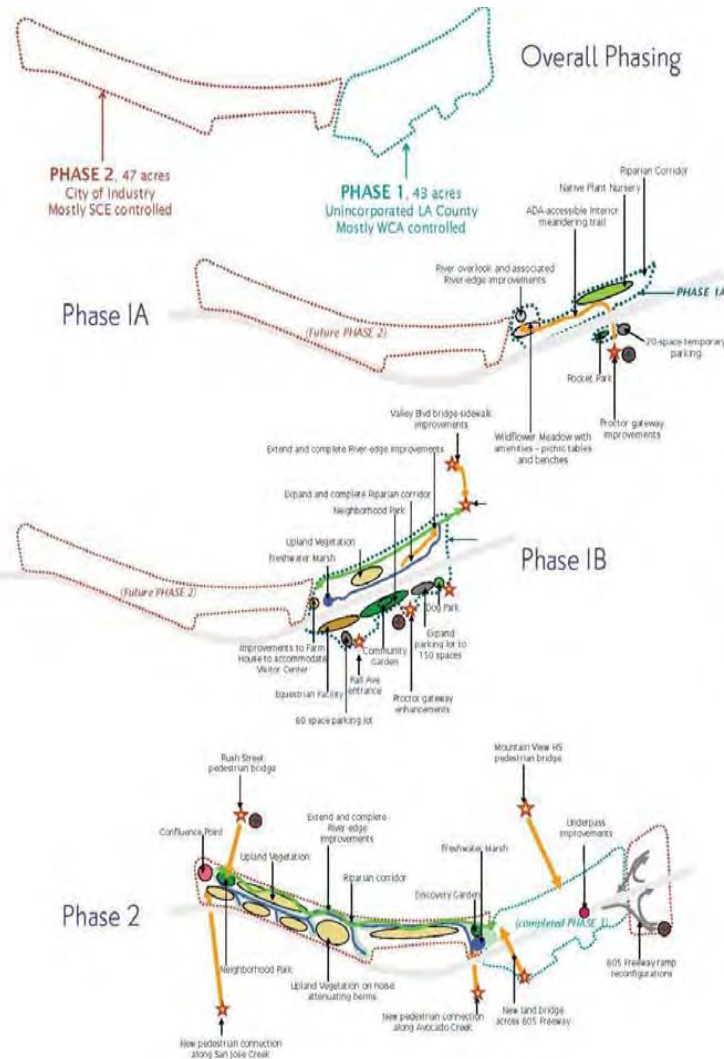 Overall Phasing
PHASE 2, 47 acres
City of Industry
Mostly SCE controlled
PHASE 1, 43 acres
Unincorporated LA County
Mostly WCA controlled
Phase IA
Riparian Corridor
Native Plant Nursery
ADA-accessible Interior
meandering trail
River overlook and associated
River-edge improvements
PHASE 1A
(Future PHASE 2)
20-space temporary
parking
Pocket Park
Proctor gateway
improvements
Wildflower Meadow with
amenities - picnic tables
and benches
Phase IB
Valley Blvd bridge sidewalk
improvements
Extend and complete River-edge improvements
Expand and complete Riparian corridor
Neighborhood Park
Upland Vegetation
Freshwater Marsh
(Future PHASE 2)
Dog Park
Expand
parking lot to
150 spaces
Community
Garden
Improvements to Farm
House to accommodate
Visitor Center
Rall Ave
entrance
Equestrian Facility
Proctor gateway
enhancements
60 space parking lot
Phase 2
Rush Street
pedestrian bridge
Mountain View HS
pedestrian bridge
Confluence Point
Extend and complete
River-edge improvements
Underpass
improvements
Upland Vegetation
Freshwater Marsh
Riparian corridor
Discovery Garden
(completed PHASE 1)
Neighborhood Park
Upland Vegetation on noise
attenuating berms
605 Freeway ramp
reconfigurations
New pedestrian connection
along San Jose Creek
New pedestrian connection
along Avocado Creek
New land bridge
across 605 Freeway